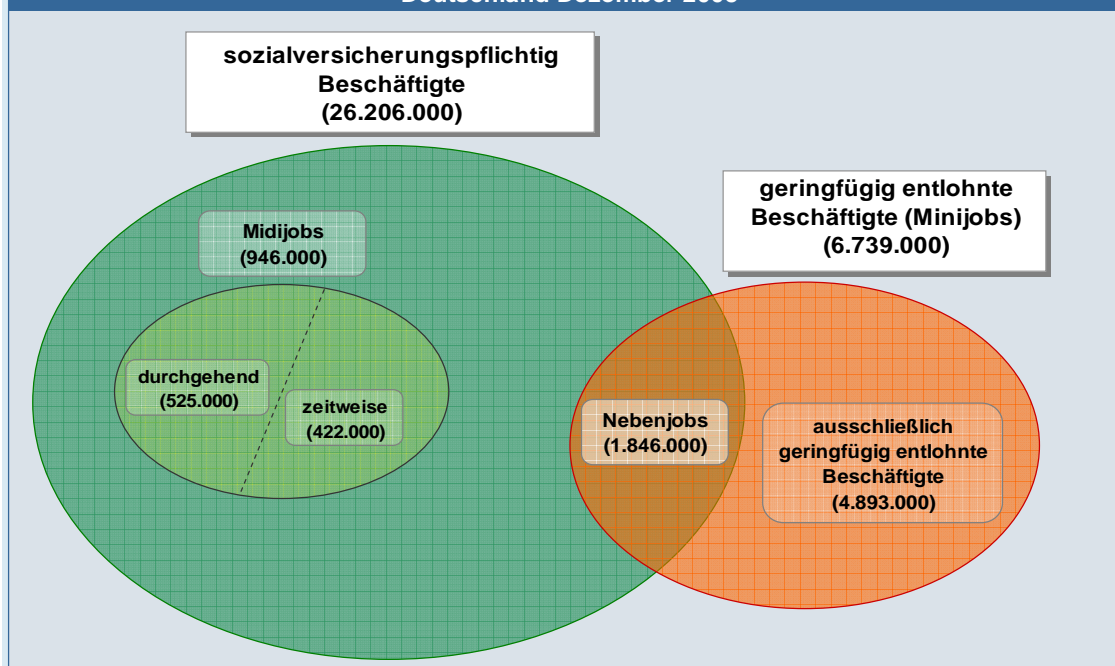 sozialversicherungspflichtig
Beschäftigte
(26.206.000)
geringfügig entlohnte
Beschäftigte (Minijobs)
(6.739.000)
Midijobs
(946.000)
durchgehend
(525.000)
zeitweise
(422.000)
Nebenjobs
(1.846.000)
ausschließlich
geringfügig entlohnte
Beschäftigte
(4.893.000)